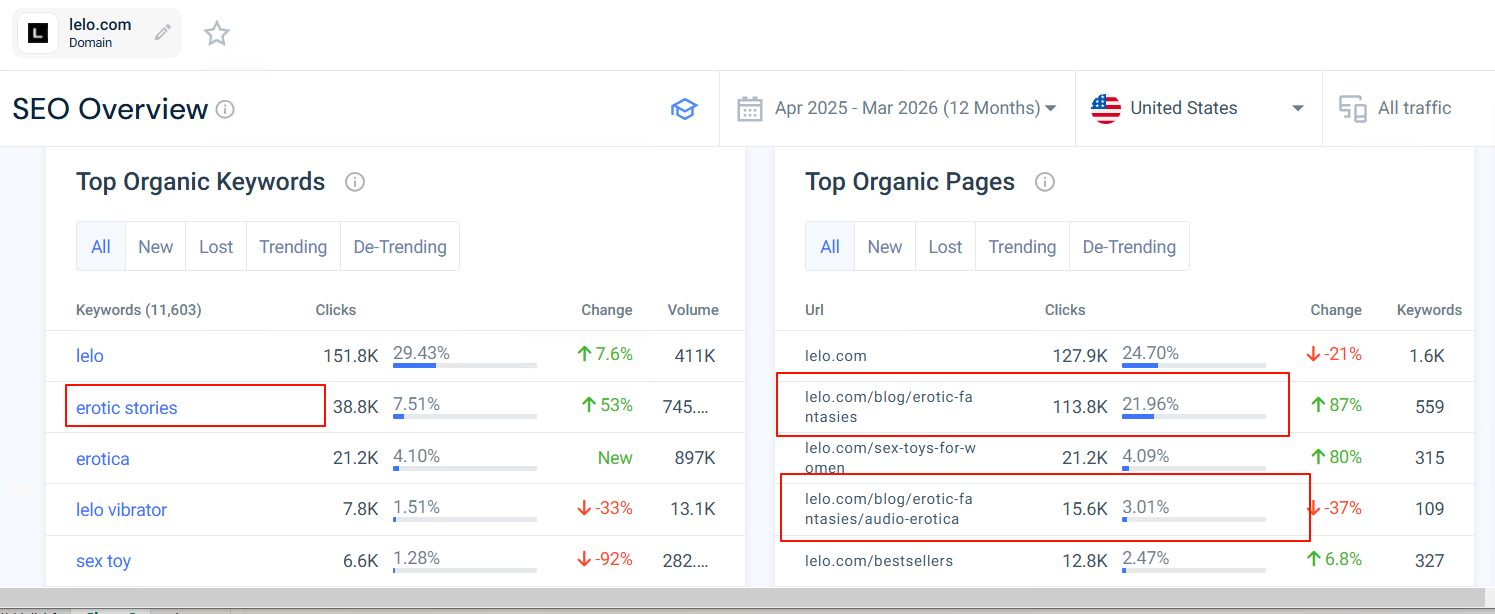 lelo.com
Domain
SEO Overview
Apr 2025 - Mar 2026 (12 Months)
United States
All traffic
Top Organic Keywords
All New Lost Trending De-Trending
Keywords (11,603) Clicks Change Volume
lelo 151.8K 29.43% 7.6% 411K
erotic stories 38.8K 7.51% 53% 745....
erotica 21.2K 4.10% New 897K
lelo vibrator 7.8K 1.51% -33% 13.1K
sex toy 6.6K 1.28% -92% 282....
Top Organic Pages
All New Lost Trending De-Trending
Url Clicks Change Keywords
lelo.com 127.9K 24.70% -21% 1.6K
lelo.com/blog/erotic-fa
ntasies 113.8K 21.96% 87% 559
lelo.com/sex-toys-for-w
omen 21.2K 4.09% 80% 315
lelo.com/blog/erotic-fa
ntasies/audio-erotica 15.6K 3.01% -37% 109
lelo.com/bestsellers 12.8K 2.47% 6.8% 327